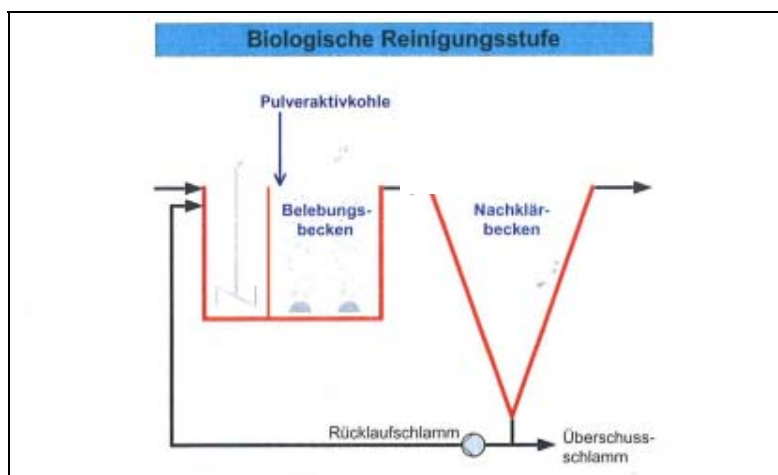 Biologische Reinigungsstufe
Pulveraktivkohle
Belebungs-
becken
Nachklär-
becken
Rücklaufschlamm
Überschuss-
schlamm